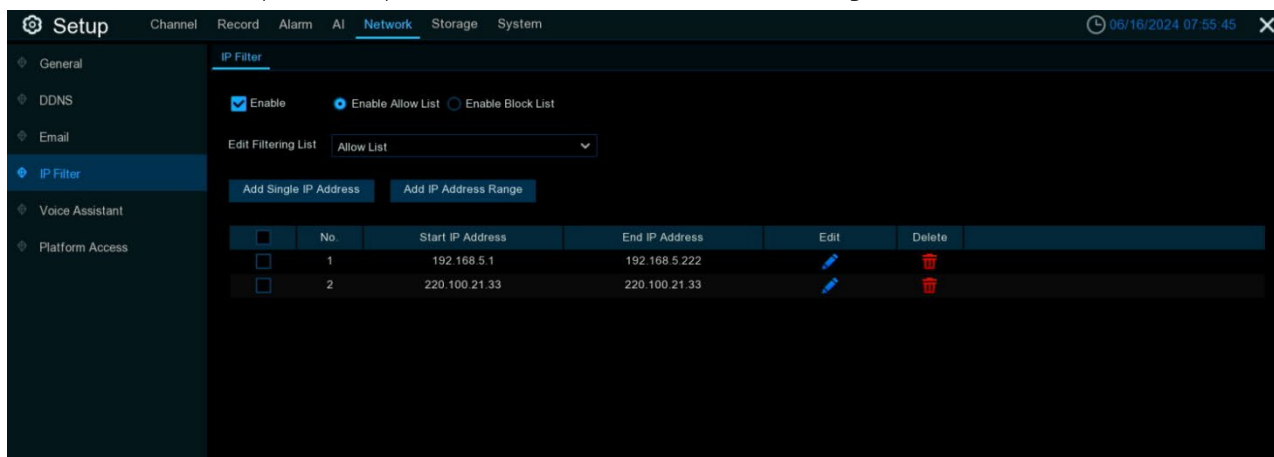 Setup Channel Record Alarm AI Network Storage System 06/16/2024 07:55:45
General
DDNS
Email
IP Filter
Voice Assistant
Platform Access
IP Filter
Enable Enable Allow List Enable Block List
Edit Filtering List Allow List
Add Single IP Address Add IP Address Range
No. Start IP Address End IP Address Edit Delete
1 192.168.5.1 192.168.5.222
2 220.100.21.33 220.100.21.33